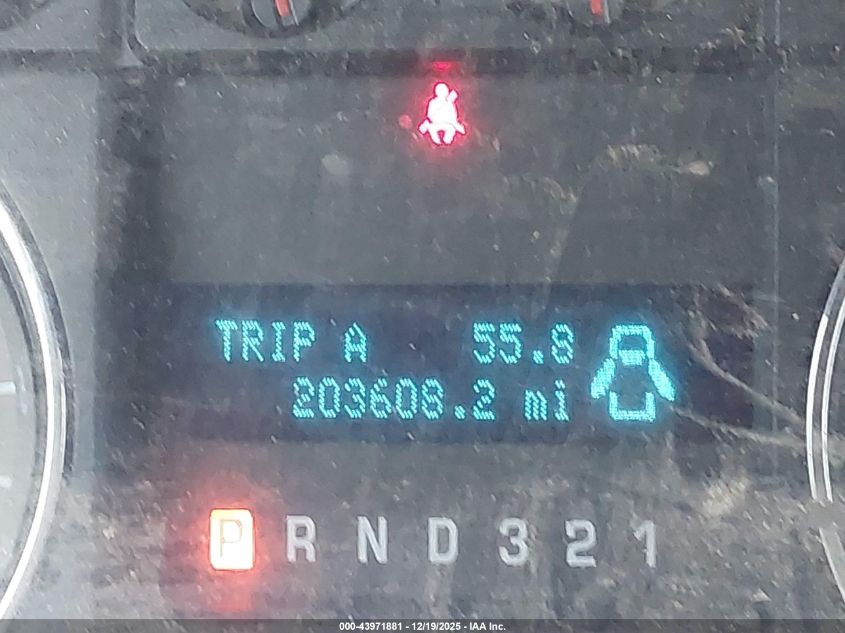 TRIP A 55.8
203608.2 mi
P R N D 3 2 1
000-43971881 - 12/19/2025 - IAA Inc.